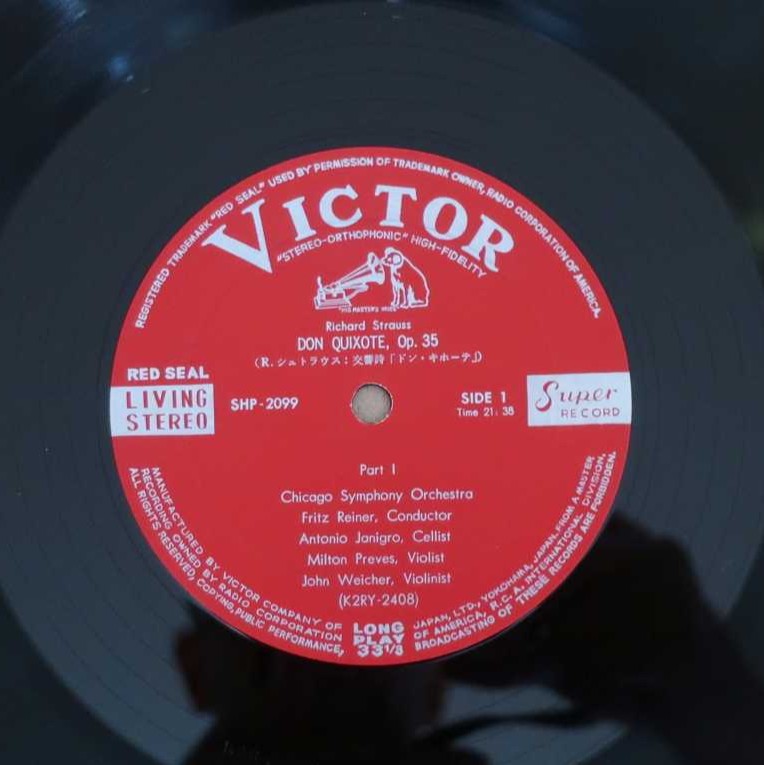 REGISTERED TRADEMARK "RED SEAL" USED BY PERMISSION OF TRADEMARK OWNER, RADIO CORPORATION OF AMERICA.
VICTOR
"STEREO-ORTHOPHONIC" HIGH-FIDELITY
"HIS MASTER'S VOICE"
Richard Strauss
DON QUIXOTE, Op. 35
(R.シュトラウス：交響詩「ドン・キホーテ」)
RED SEAL
LIVING
STEREO
SHP-2099
SIDE 1
Time 21:38
Super
RECORD
Part I
Chicago Symphony Orchestra
Fritz Reiner, Conductor
Antonio Janigro, Cellist
Milton Preves, Violist
John Weicher, Violinist
(K2RY-2408)
LONG
PLAY
33 1/3
MANUFACTURED BY VICTOR COMPANY OF JAPAN, LTD., YOKOHAMA, JAPAN. FROM A MASTER
RECORDING OWNED BY RADIO CORPORATION OF AMERICA, R.C.A. INTERNATIONAL DIVISION.
ALL RIGHTS RESERVED, COPYING, PUBLIC PERFORMANCE, BROADCASTING OF THESE RECORDS ARE FORBIDDEN.